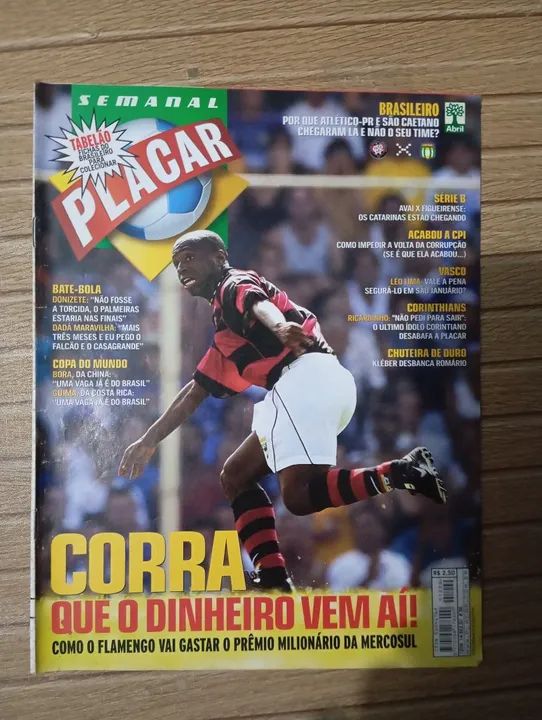 SEMANAL
PLACAR
TABELÃO
FICHAS DO
BRASILEIRO
PARA
COLECIONAR
BRASILEIRO
POR QUE ATLÉTICO-PR E SÃO CAETANO
CHEGARAM LÁ E NÃO O SEU TIME?
Abril
SÉRIE B
AVAÍ X FIGUEIRENSE:
OS CATARINAS ESTÃO CHEGANDO
ACABOU A CPI
COMO IMPEDIR A VOLTA DA CORRUPÇÃO
(SE É QUE ELA ACABOU...)
VASCO
LEO LIMA: VALE A PENA
SEGURÁ-LO EM SÃO JANUÁRIO?
CORINTHIANS
RICARDINHO: "NÃO PEDI PARA SAIR":
O ÚLTIMO ÍDOLO CORINTIANO
DESABAFA A PLACAR
CHUTEIRA DE OURO
KLÉBER DESBANCA ROMÁRIO
BATE-BOLA
DONIZETE: "NÃO FOSSE
A TORCIDA, O PALMEIRAS
ESTARIA NAS FINAIS"
DADÁ MARAVILHA: "MAIS
TRÊS MESES E EU PEGO O
FALCÃO E O CASAGRANDE"
COPA DO MUNDO
BORA, DA CHINA:
"UMA VAGA JÁ É DO BRASIL"
GUIMA, DA COSTA RICA:
"UMA VAGA JÁ É DO BRASIL"
CORRA
QUE O DINHEIRO VEM AÍ!
COMO O FLAMENGO VAI GASTAR O PRÊMIO MILIONÁRIO DA MERCOSUL
R$ 2,50